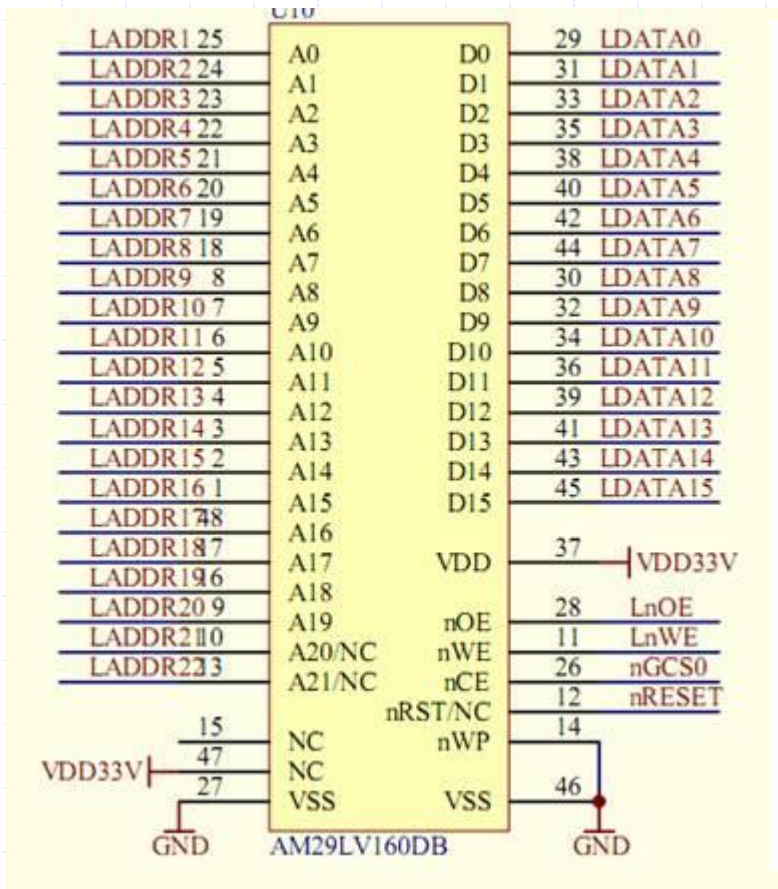 U10
LADDR1 25 A0 D0 29 LDATA0
LADDR2 24 A1 D1 31 LDATA1
LADDR3 23 A2 D2 33 LDATA2
LADDR4 22 A3 D3 35 LDATA3
LADDR5 21 A4 D4 38 LDATA4
LADDR6 20 A5 D5 40 LDATA5
LADDR7 19 A6 D6 42 LDATA6
LADDR8 18 A7 D7 44 LDATA7
LADDR9 8 A8 D8 30 LDATA8
LADDR10 7 A9 D9 32 LDATA9
LADDR11 6 A10 D10 34 LDATA10
LADDR12 5 A11 D11 36 LDATA11
LADDR13 4 A12 D12 39 LDATA12
LADDR14 3 A13 D13 41 LDATA13
LADDR15 2 A14 D14 43 LDATA14
LADDR16 1 A15 D15 45 LDATA15
LADDR17 48 A16
LADDR18 17 A17 VDD 37 VDD33V
LADDR19 16 A18
LADDR20 9 A19 nOE 28 LnOE
LADDR21 10 A20/NC nWE 11 LnWE
LADDR22 13 A21/NC nCE 26 nGCS0
nRST/NC 12 nRESET
15 NC nWP 14
VDD33V 47 NC
27 VSS VSS 46
GND AM29LV160DB GND